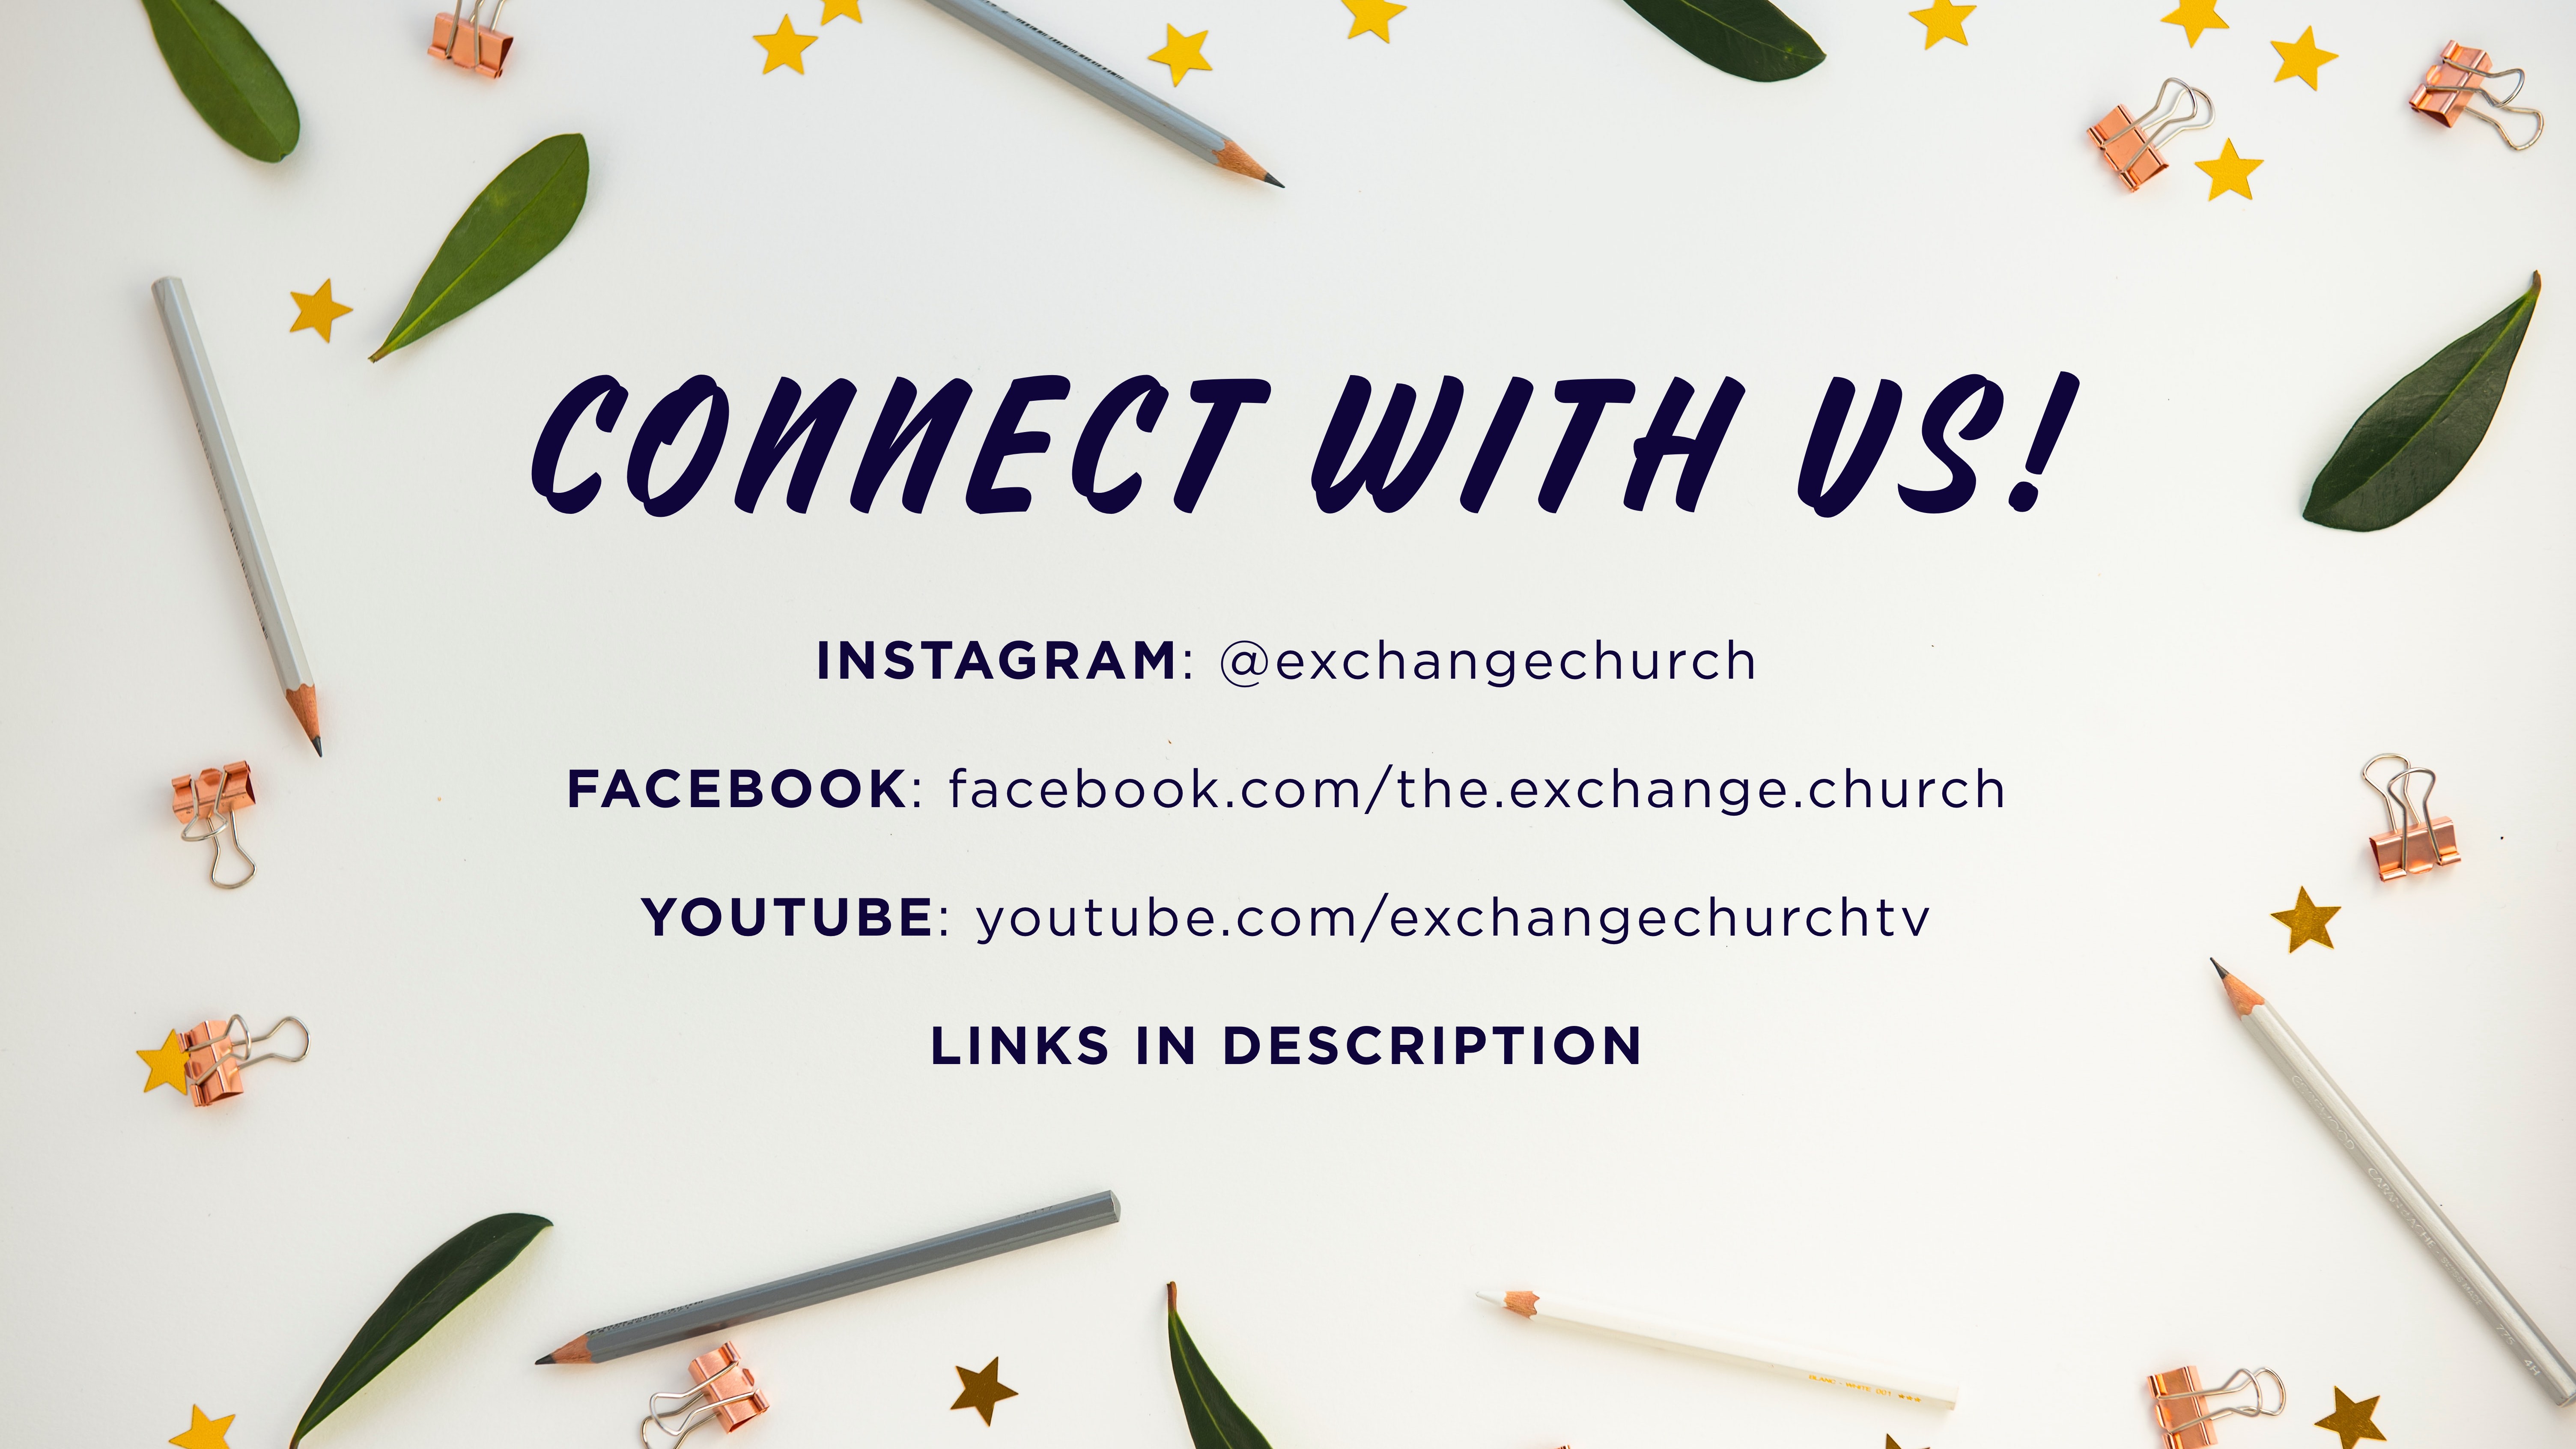 CONNECT WITH US!
INSTAGRAM: @exchangechurch
FACEBOOK: facebook.com/the.exchange.church
YOUTUBE: youtube.com/exchangechurchtv
LINKS IN DESCRIPTION